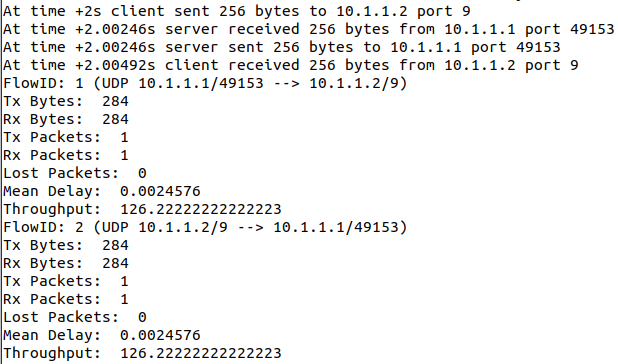 At time +2s client sent 256 bytes to 10.1.1.2 port 9
At time +2.00246s server received 256 bytes from 10.1.1.1 port 49153
At time +2.00246s server sent 256 bytes to 10.1.1.1 port 49153
At time +2.00492s client received 256 bytes from 10.1.1.2 port 9
FlowID: 1 (UDP 10.1.1.1/49153 --> 10.1.1.2/9)
Tx Bytes:  284
Rx Bytes:  284
Tx Packets:  1
Rx Packets:  1
Lost Packets:  0
Mean Delay:  0.0024576
Throughput:  126.22222222222223
FlowID: 2 (UDP 10.1.1.2/9 --> 10.1.1.1/49153)
Tx Bytes:  284
Rx Bytes:  284
Tx Packets:  1
Rx Packets:  1
Lost Packets:  0
Mean Delay:  0.0024576
Throughput:  126.22222222222223